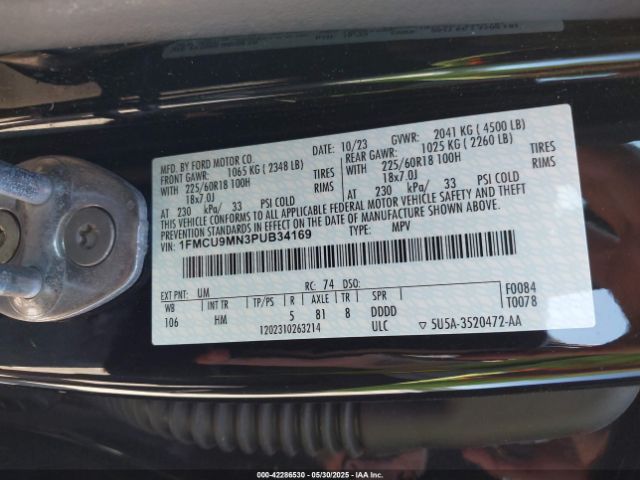 MFD. BY FORD MOTOR CO.
DATE: 10/23 GVWR: 2041 KG ( 4500 LB)
FRONT GAWR: 1065 KG ( 2348 LB)
REAR GAWR: 1025 KG ( 2260 LB)
WITH 225/60R18 100H TIRES
WITH 225/60R18 100H TIRES
18x7.0J RIMS
18x7.0J RIMS
AT 230 kPa/ 33 PSI COLD
AT 230 kPa/ 33 PSI COLD
THIS VEHICLE CONFORMS TO ALL APPLICABLE FEDERAL MOTOR VEHICLE SAFETY AND THEFT
PREVENTION STANDARDS IN EFFECT ON THE DATE OF MANUFACTURE SHOWN ABOVE.
VIN: 1FMCU9MN3PUB34169 TYPE: MPV
EXT PNT: UM RC: 74 DSO:
WB INT TR TP/PS R AXLE TR SPR
106 HM 5 81 8 DDDD
F0084
T0078
120231026321​4 ULC ▽ 5U5A-3520472-AA
000-42286530 - 05/30/2025 - IAA Inc.